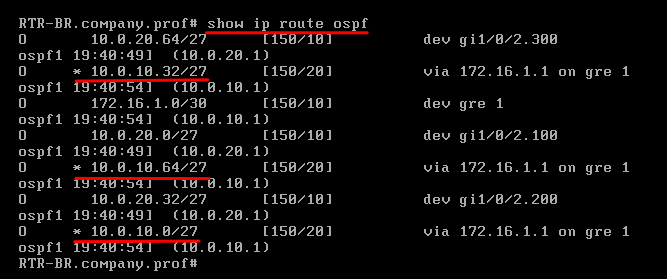 RTR-BR.company.prof# show ip route ospf
O       10.0.20.64/27       [150/10]        dev gi1/0/2.300        [
ospf1 19:40:49]  (10.0.20.1)
O     * 10.0.10.32/27       [150/20]        via 172.16.1.1 on gre 1        [
ospf1 19:40:54]  (10.0.10.1)
O       172.16.1.0/30       [150/10]        dev gre 1        [
ospf1 19:40:54]  (10.0.10.1)
O       10.0.20.0/27        [150/10]        dev gi1/0/2.100        [
ospf1 19:40:49]  (10.0.20.1)
O     * 10.0.10.64/27       [150/20]        via 172.16.1.1 on gre 1        [
ospf1 19:40:54]  (10.0.10.1)
O       10.0.20.32/27       [150/10]        dev gi1/0/2.200        [
ospf1 19:40:49]  (10.0.20.1)
O     * 10.0.10.0/27        [150/20]        via 172.16.1.1 on gre 1        [
ospf1 19:40:54]  (10.0.10.1)
RTR-BR.company.prof#